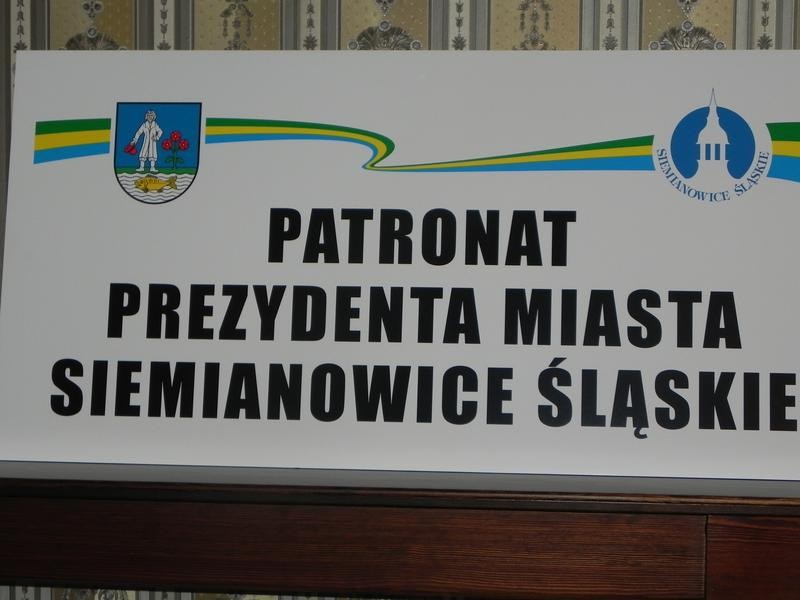 SIEMIANOWICE ŚLĄSKIE
PATRONAT
PREZYDENTA MIASTA
SIEMIANOWICE ŚLĄSKIE